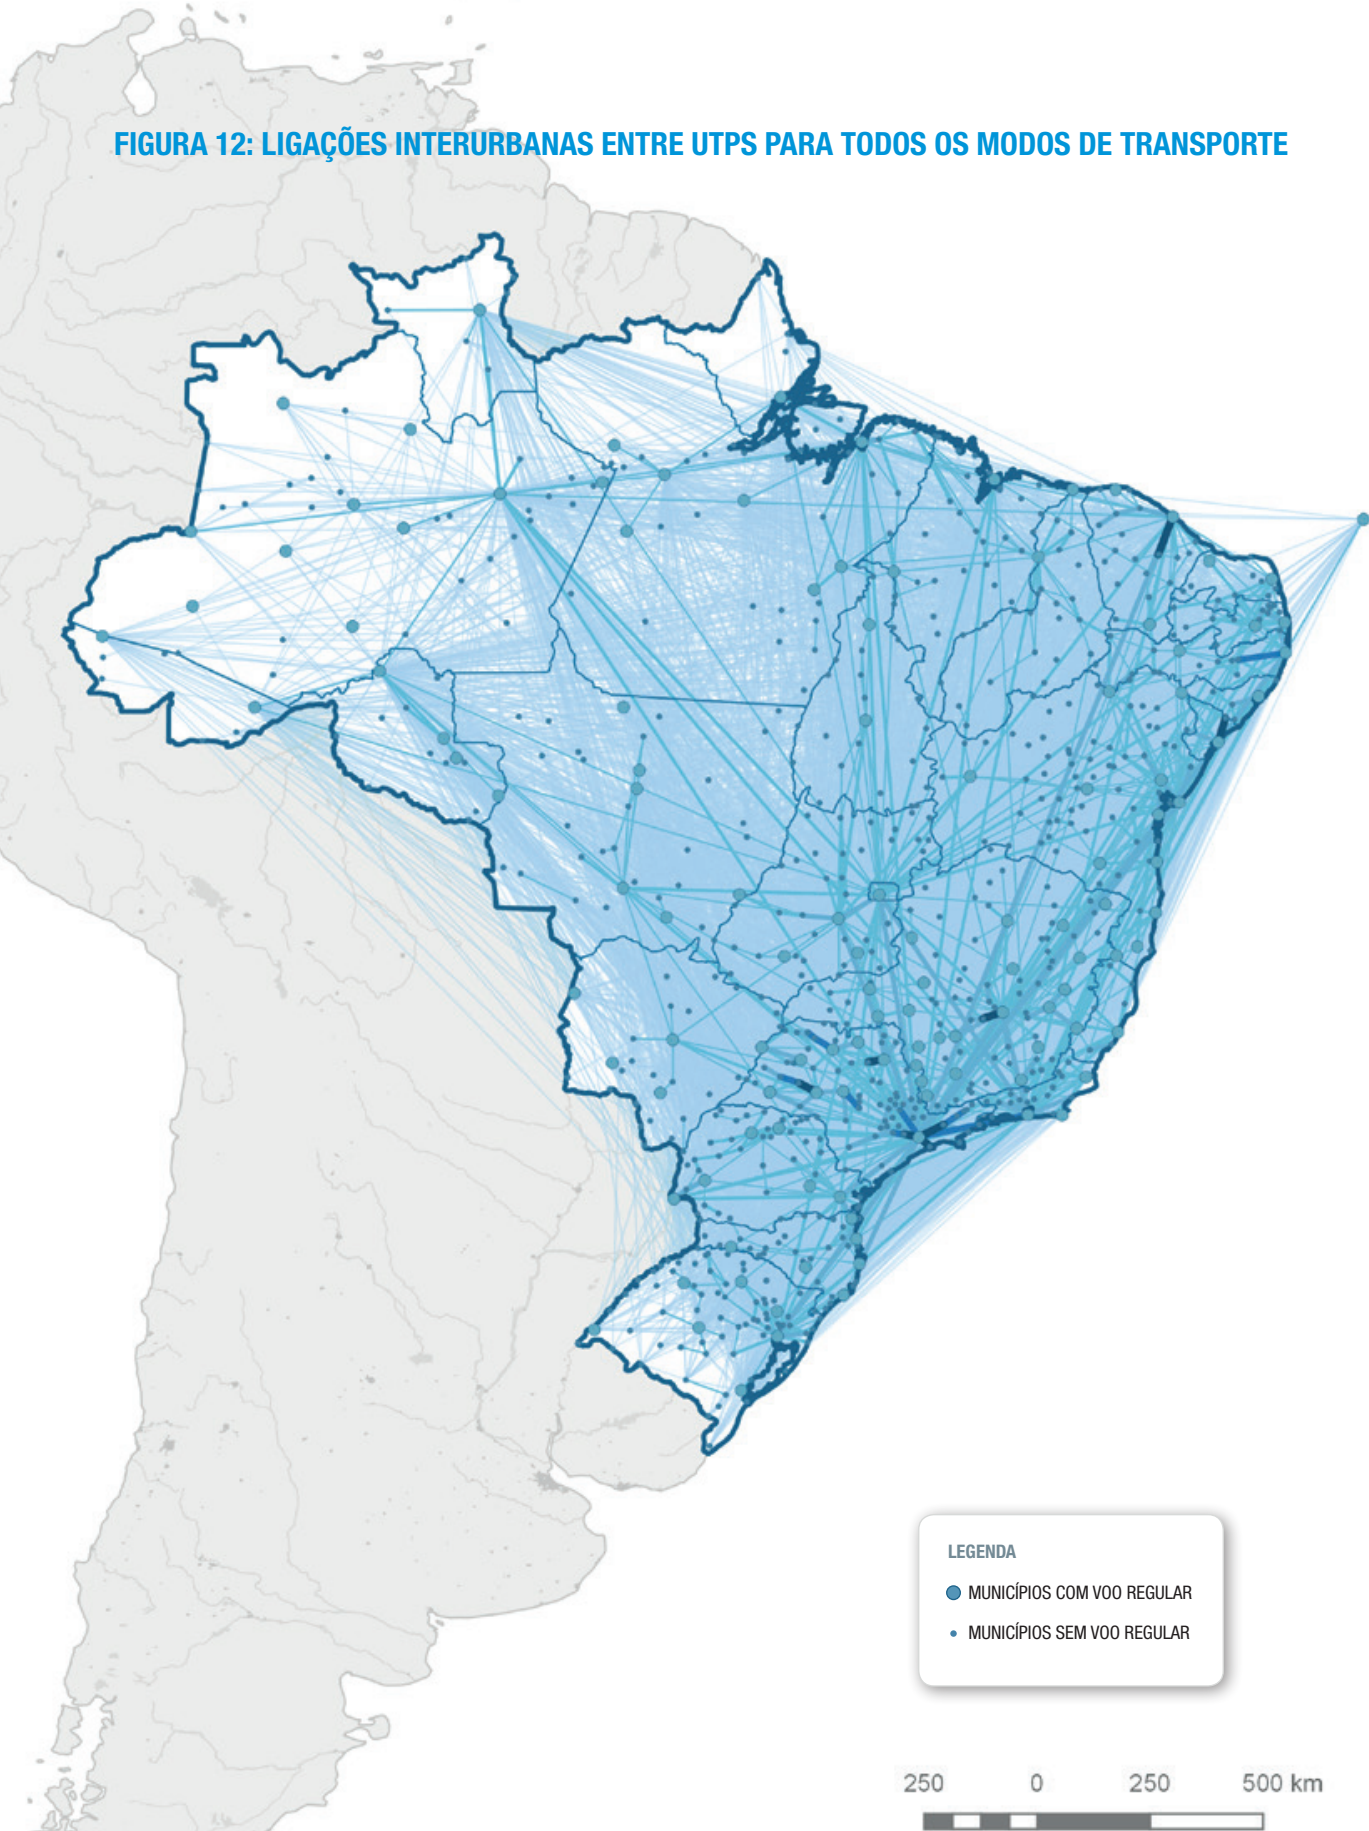 FIGURA 12: LIGAÇÕES INTERURBANAS ENTRE UTPS PARA TODOS OS MODOS DE TRANSPORTE
LEGENDA
MUNICÍPIOS COM VOO REGULAR
MUNICÍPIOS SEM VOO REGULAR
250 0 250 500 km